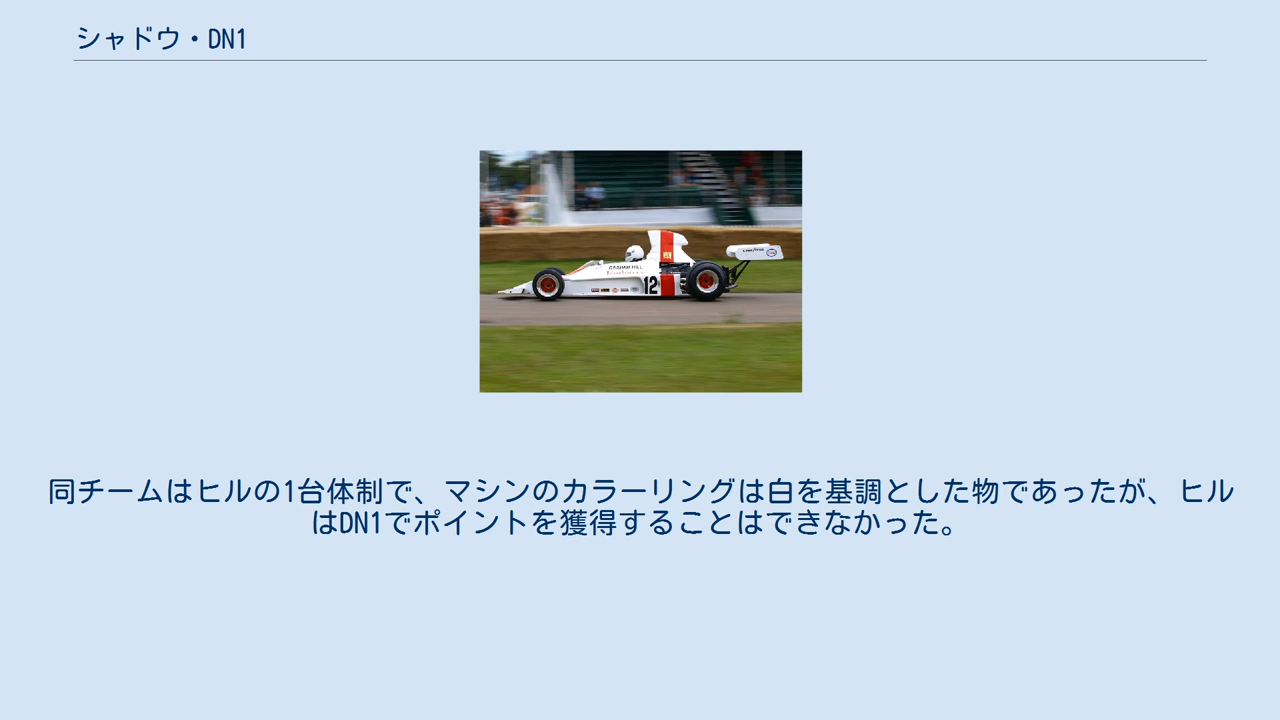 シャドウ・DN1
GRAHAM HILL
12
同チームはヒルの1台体制で、マシンのカラーリングは白を基調とした物であったが、ヒル
はDN1でポイントを獲得することはできなかった。